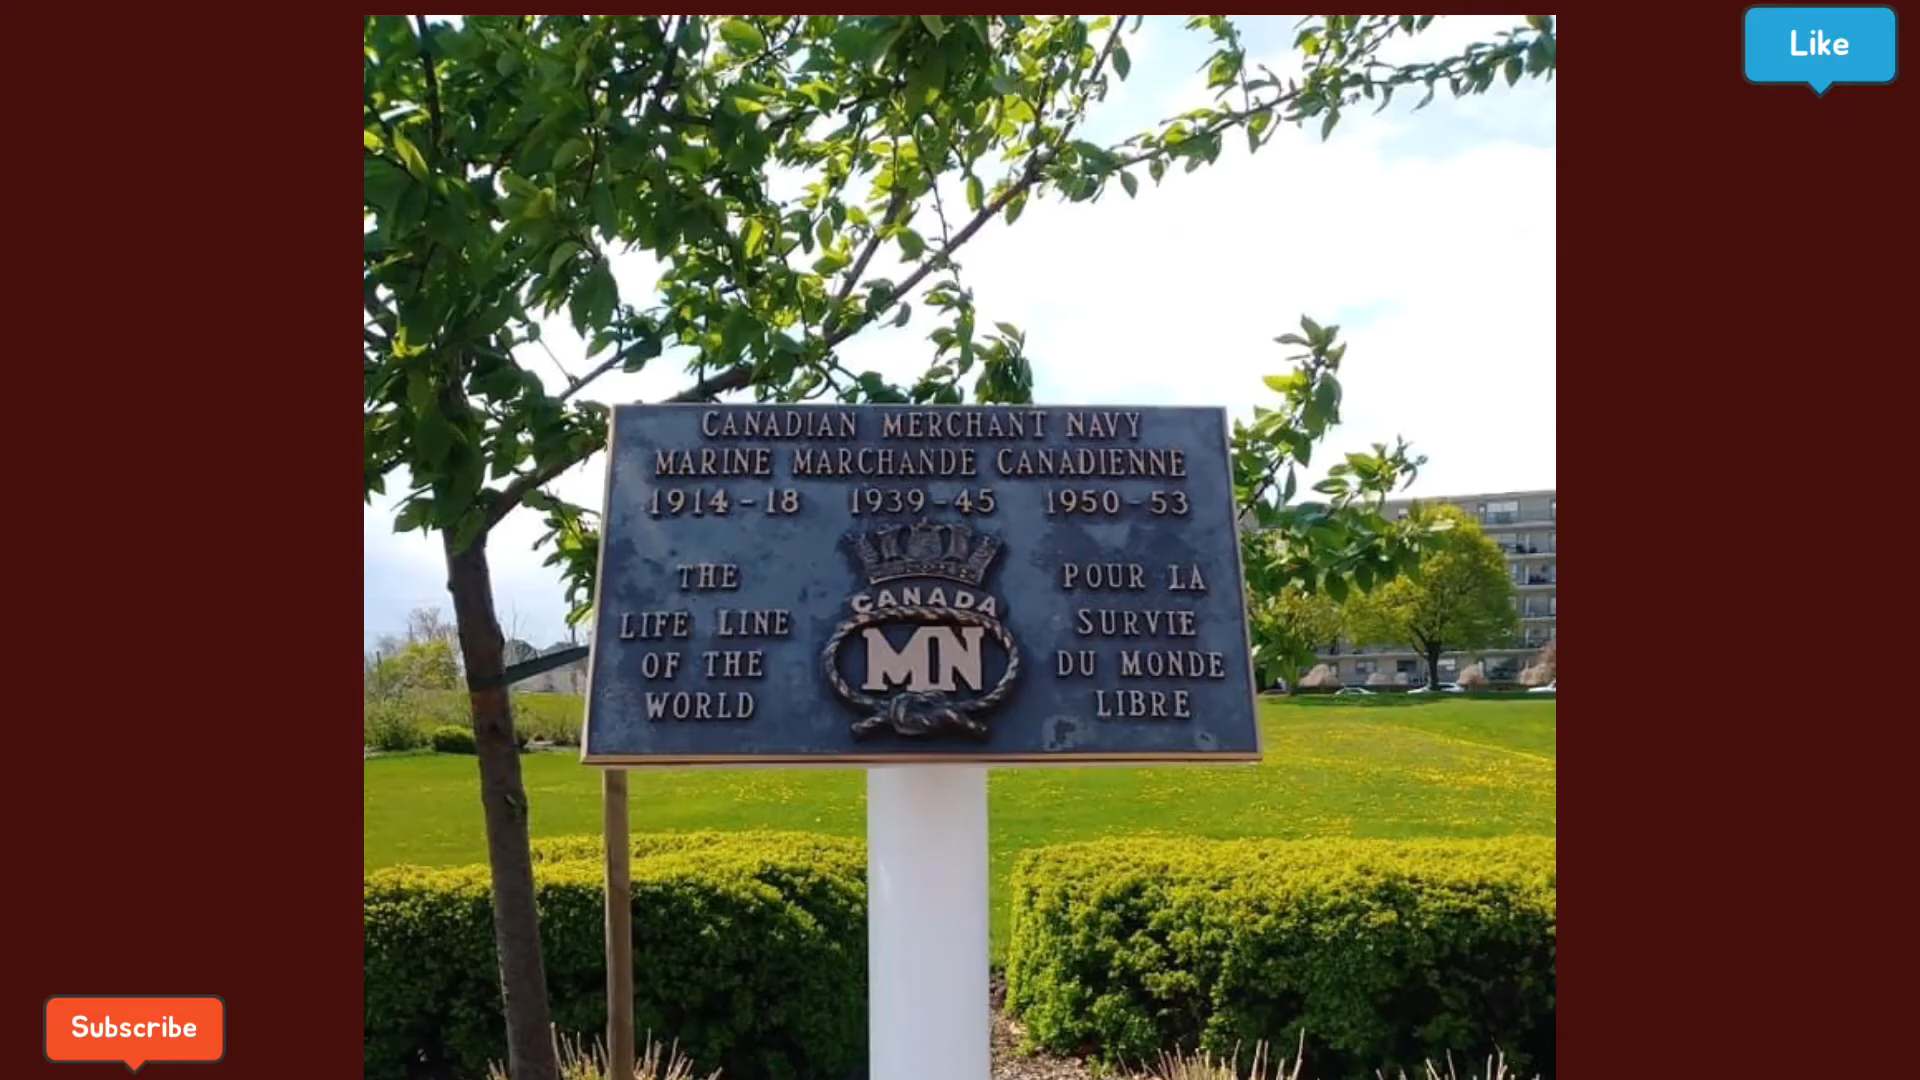 Like
CANADIAN MERCHANT NAVY
MARINE MARCHANDE CANADIENNE
1914-18 1939-45 1950-53
THE
LIFE LINE
OF THE
WORLD
CANADA
MN
POUR LA
SURVIE
DU MONDE
LIBRE
Subscribe